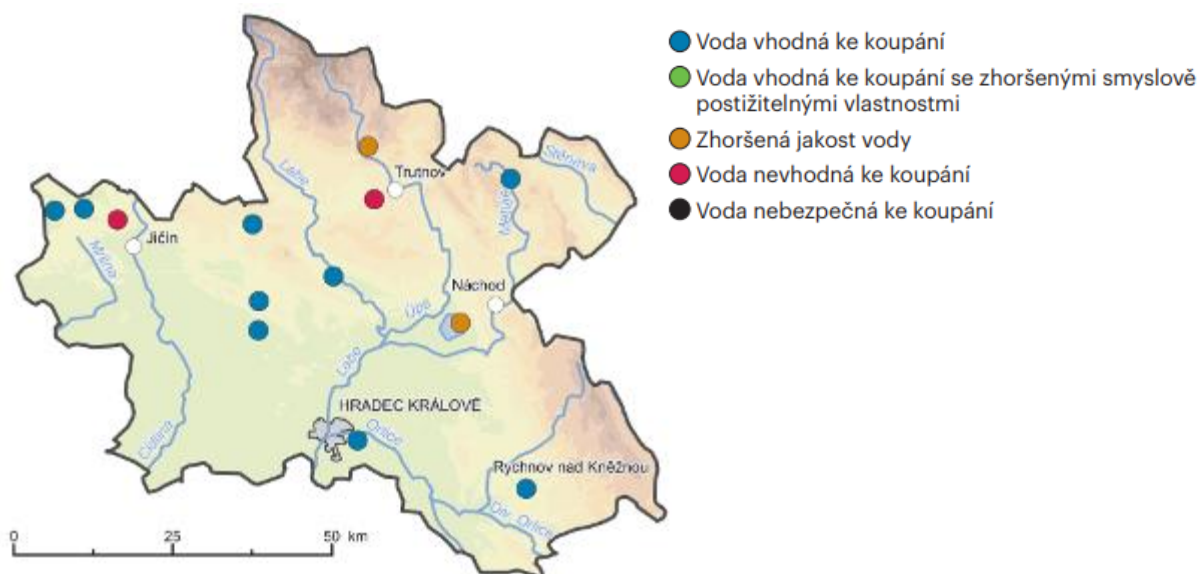 Voda vhodná ke koupání
Voda vhodná ke koupání se zhoršenými smyslově
postižitelnými vlastnostmi
Zhoršená jakost vody
Voda nevhodná ke koupání
Voda nebezpečná ke koupání
Trutnov
Stěnava
Labe
Metuje
Jičín
Mrlina
Náchod
Úpa
Labe
HRADEC KRÁLOVÉ
Orlice
Cidlina
Rychnov nad Kněžnou
Div. Orlice
0 25 50 km